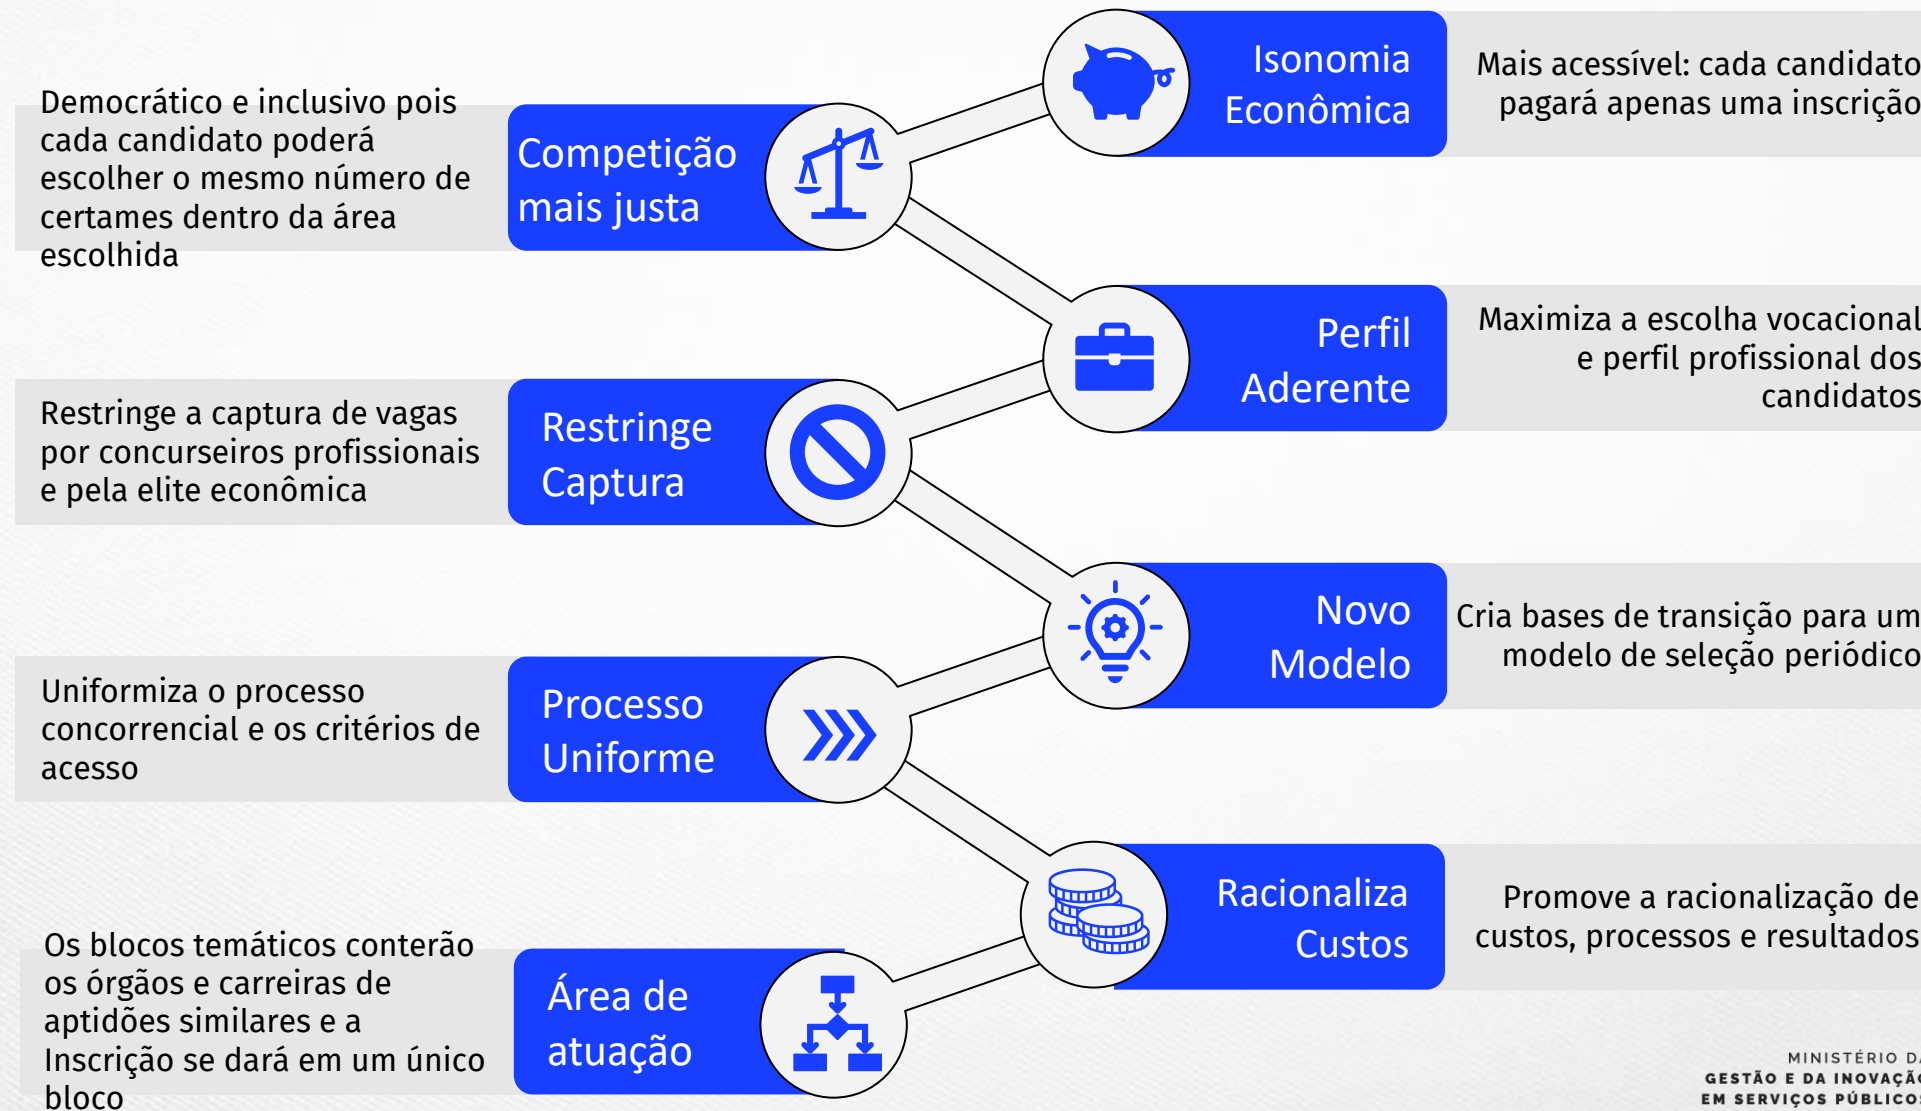 Isonomia
Econômica
Mais acessível: cada candidato
pagará apenas uma inscrição
Democrático e inclusivo pois
cada candidato poderá
escolher o mesmo número de
certames dentro da área
escolhida
Competição
mais justa
Perfil
Aderente
Maximiza a escolha vocacional
e perfil profissional dos
candidatos
Restringe a captura de vagas
por concurseiros profissionais
e pela elite econômica
Restringe
Captura
Novo
Modelo
Cria bases de transição para um
modelo de seleção periódico
Uniformiza o processo
concorrencial e os critérios de
acesso
Processo
Uniforme
Racionaliza
Custos
Promove a racionalização de
custos, processos e resultados
Os blocos temáticos conterão
os órgãos e carreiras de
aptidões similares e a
Inscrição se dará em um único
bloco
Área de
atuação
MINISTÉRIO DA
GESTÃO E DA INOVAÇÃO
EM SERVIÇOS PÚBLICOS